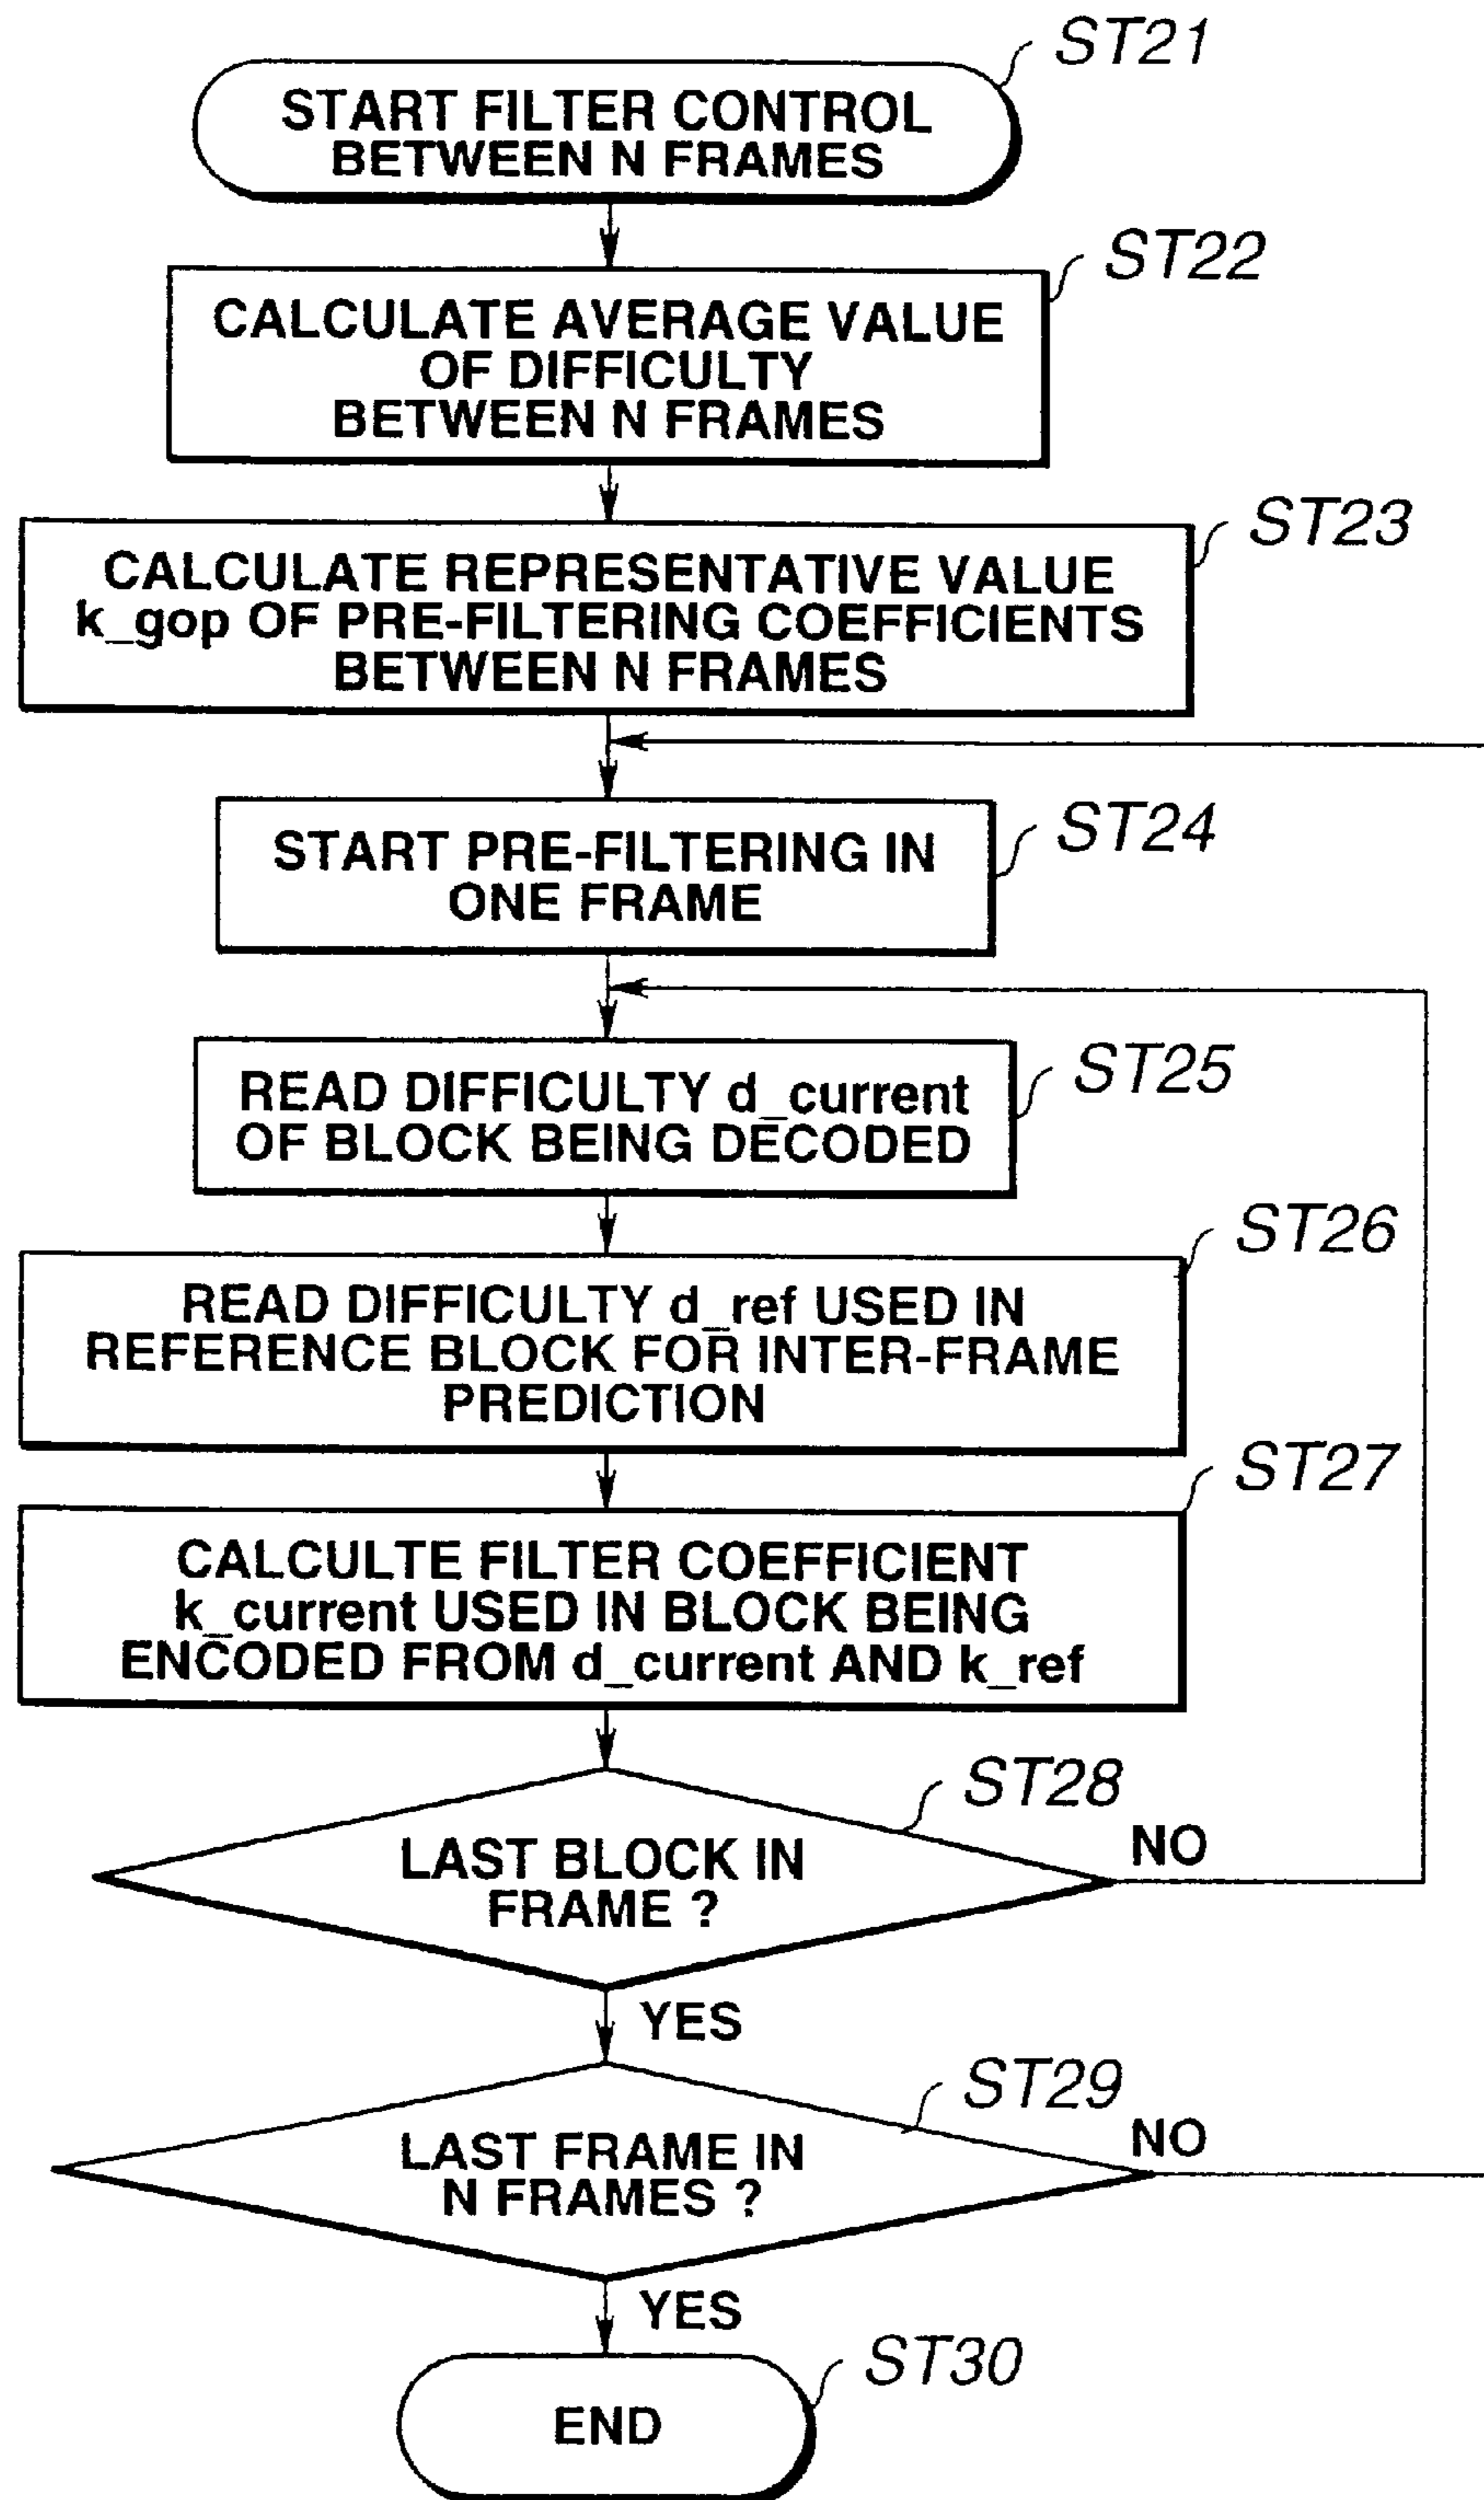 ST21
START FILTER CONTROL
BETWEEN N FRAMES
ST22
CALCULATE AVERAGE VALUE
OF DIFFICULTY
BETWEEN N FRAMES
ST23
CALCULATE REPRESENTATIVE VALUE
k_gop OF PRE-FILTERING COEFFICIENTS
BETWEEN N FRAMES
ST24
START PRE-FILTERING IN
ONE FRAME
ST25
READ DIFFICULTY d_current
OF BLOCK BEING DECODED
ST26
READ DIFFICULTY d_ref USED IN
REFERENCE BLOCK FOR INTER-FRAME
PREDICTION
ST27
CALCULTE FILTER COEFFICIENT
k_current USED IN BLOCK BEING
ENCODED FROM d_current AND k_ref
ST28
LAST BLOCK IN
FRAME ?
NO
YES
ST29
LAST FRAME IN
N FRAMES ?
NO
YES
ST30
END